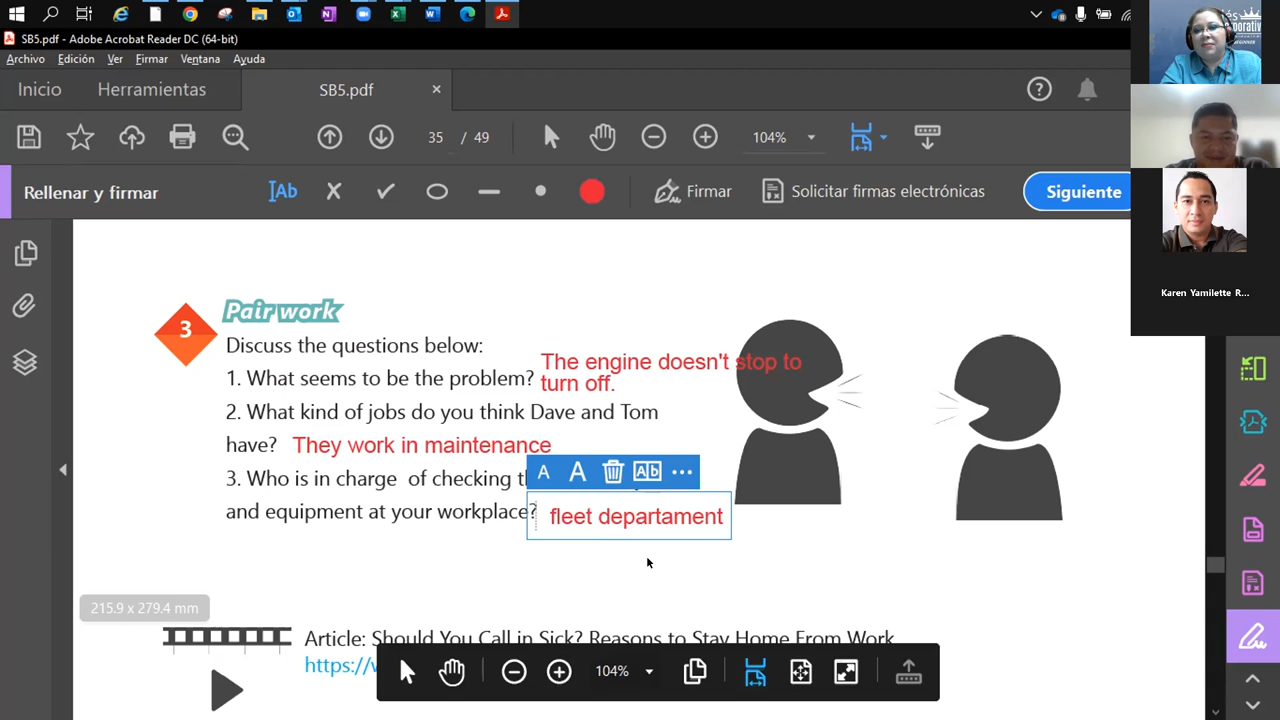 SB5.pdf - Adobe Acrobat Reader DC (64-bit)
Archivo Edición Ver Firmar Ventana Ayuda
Inicio Herramientas SB5.pdf ×
35 / 49 104%
Rellenar y firmar Ab Firmar Solicitar firmas electrónicas Siguiente
Karen Yamilette R...
3 Pair work
Discuss the questions below:
1. What seems to be the problem? The engine doesn't stop to
turn off.
2. What kind of jobs do you think Dave and Tom
have? They work in maintenance
A A Ab ...
3. Who is in charge of checking
and equipment at your workplace? fleet departament
215.9 x 279.4 mm
Article: Should You Call in Sick? Reasons to Stay Home From Work
https://
104%